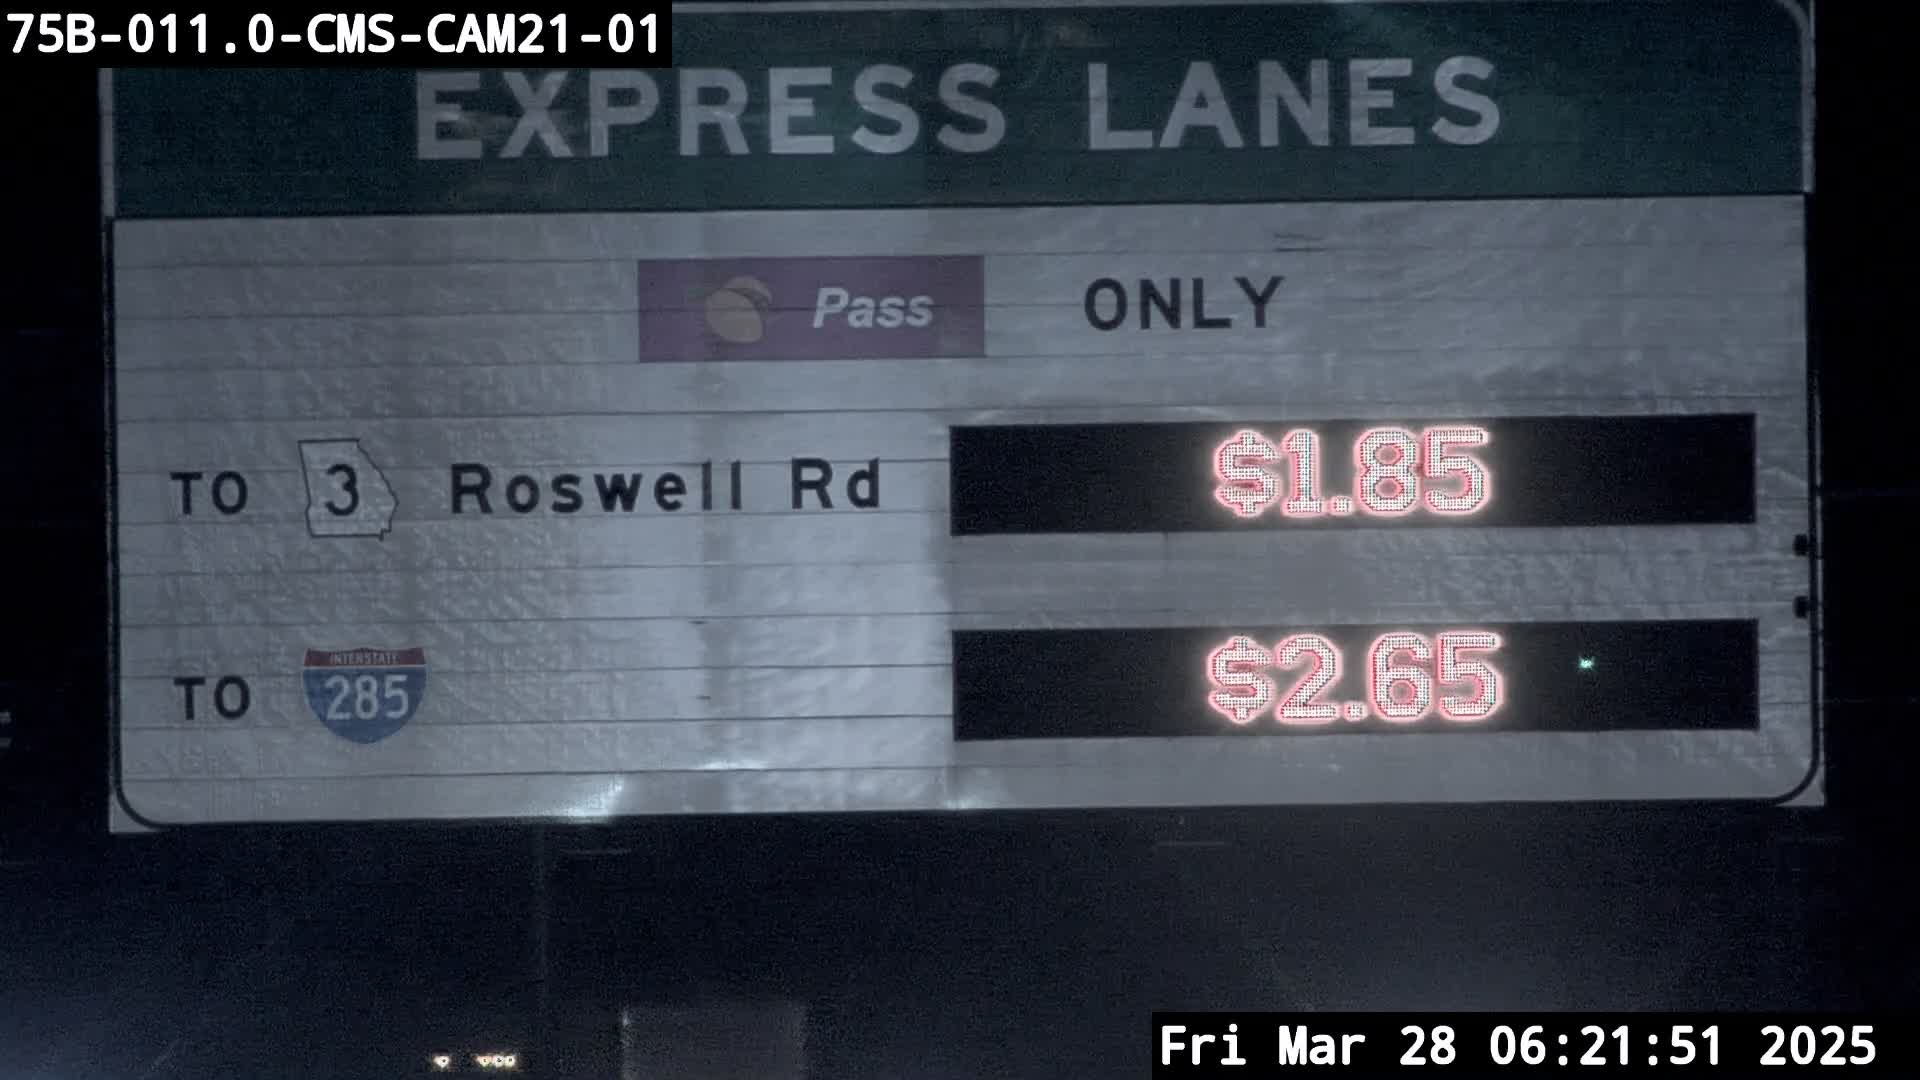 75B-011.0-CMS-CAM21-01
EXPRESS LANES
Pass ONLY
TO 3 Roswell Rd $1.85
INTERSTATE
TO 285 $2.65
Fri Mar 28 06:21:51 2025